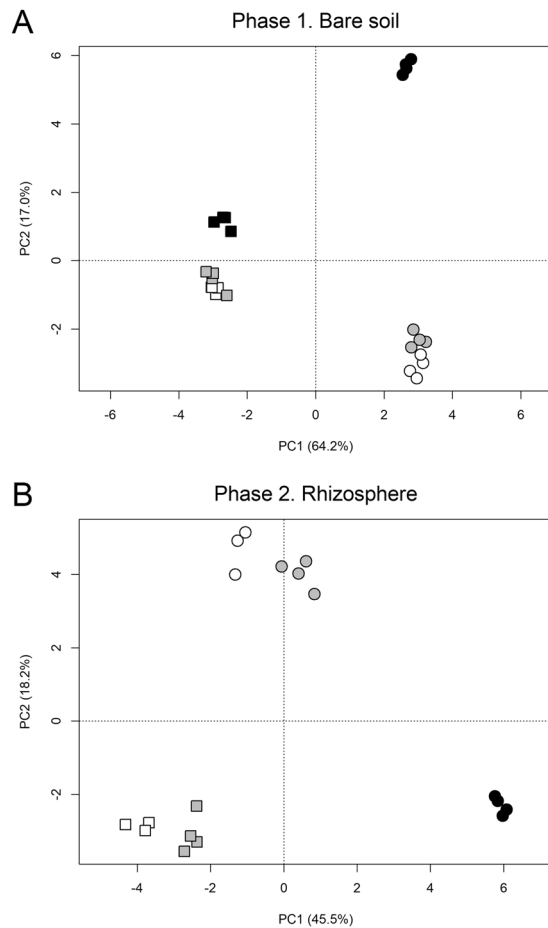 A
Phase 1. Bare soil
6
4
2
0
-2
PC2 (17.0%)
-6
-4
-2
0
2
4
6
PC1 (64.2%)
B
Phase 2. Rhizosphere
4
2
0
-2
PC2 (18.2%)
-4
-2
0
2
4
6
PC1 (45.5%)